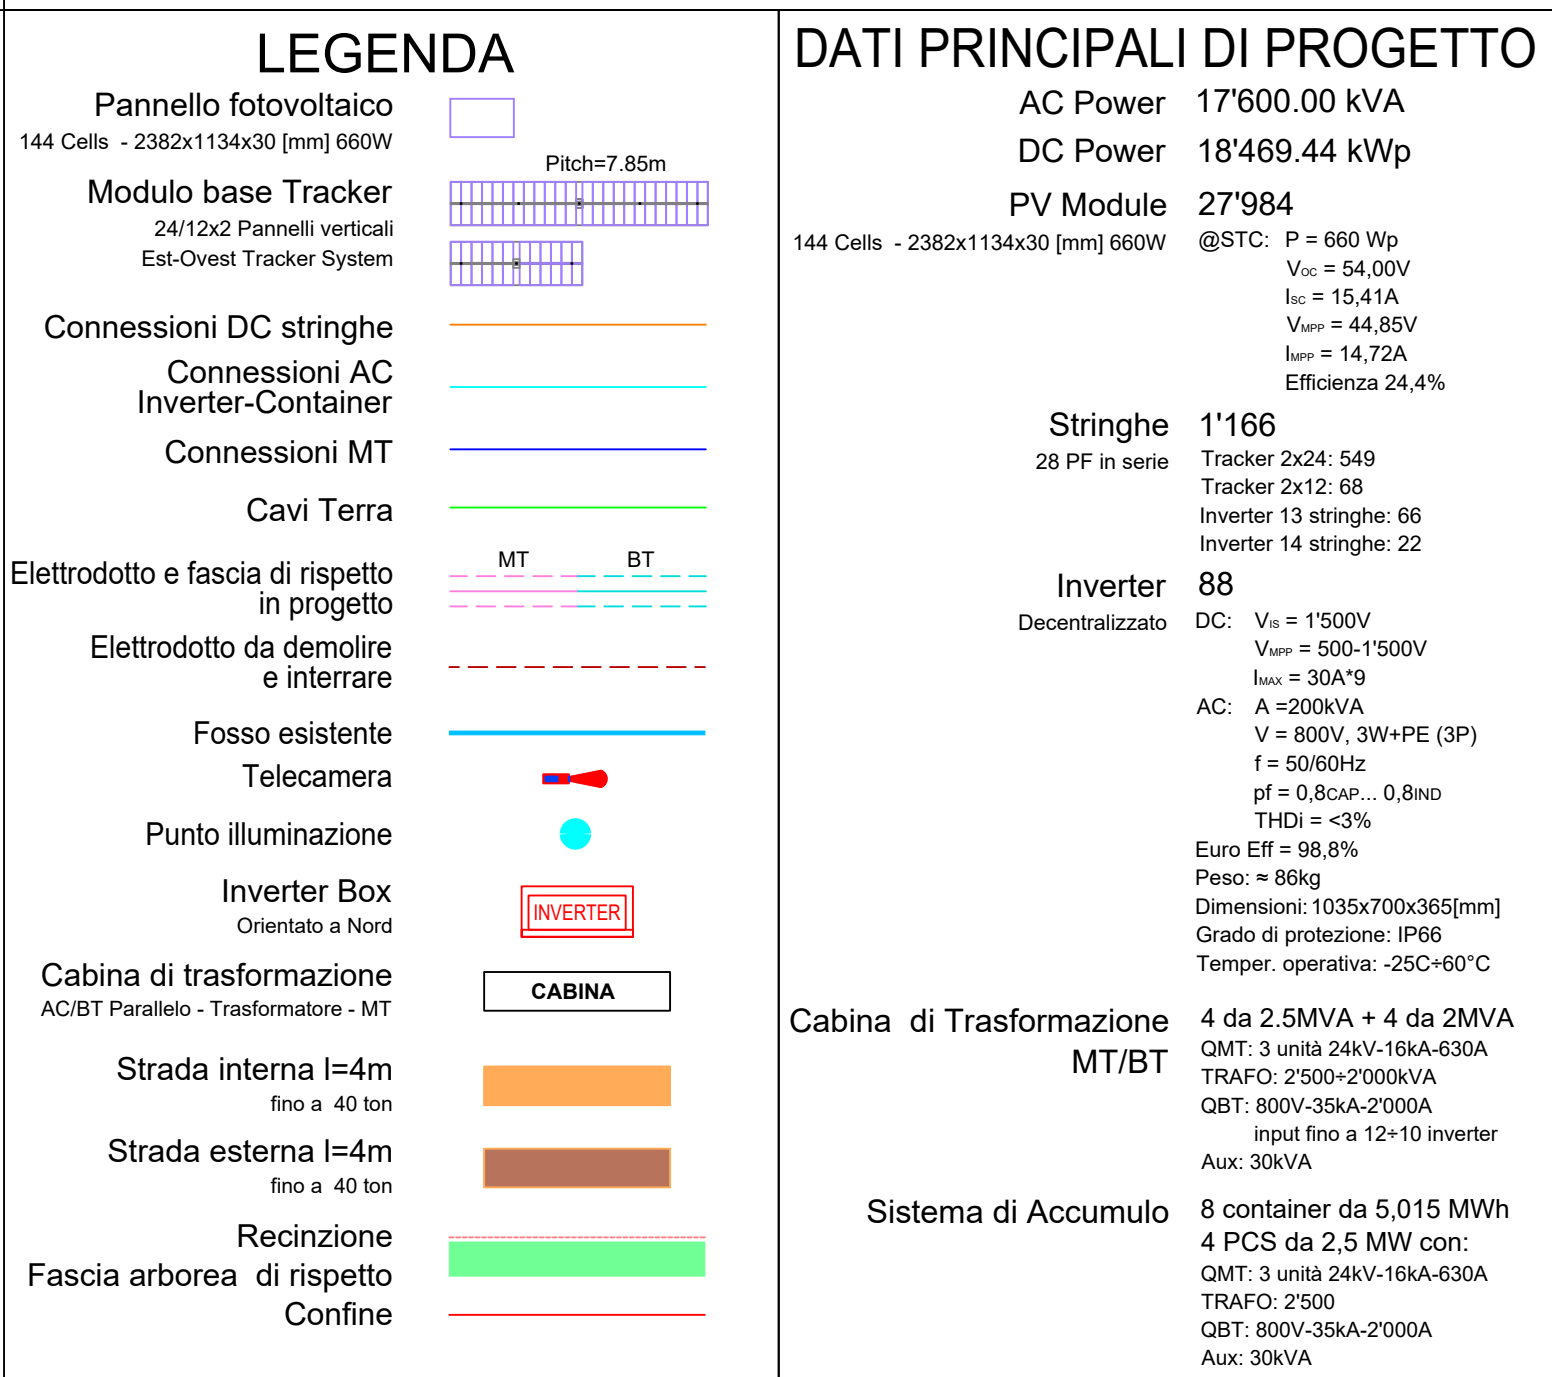 LEGENDA
Pannello fotovoltaico
144 Cells - 2382x1134x30 [mm] 660W
Pitch=7.85m
Modulo base Tracker
24/12x2 Pannelli verticali
Est-Ovest Tracker System
Connessioni DC stringhe
Connessioni AC
Inverter-Container
Connessioni MT
Cavi Terra
MT BT
Elettrodotto e fascia di rispetto
in progetto
Elettrodotto da demolire
e interrare
Fosso esistente
Telecamera
Punto illuminazione
Inverter Box
INVERTER
Orientato a Nord
Cabina di trasformazione
CABINA
AC/BT Parallelo - Trasformatore - MT
Strada interna l=4m
fino a 40 ton
Strada esterna l=4m
fino a 40 ton
Recinzione
Fascia arborea di rispetto
Confine
DATI PRINCIPALI DI PROGETTO
AC Power 17'600.00 kVA
DC Power 18'469.44 kWp
PV Module 27'984
144 Cells - 2382x1134x30 [mm] 660W @STC: P = 660 Wp
Voc = 54,00V
Isc = 15,41A
VMPP = 44,85V
IMPP = 14,72A
Efficienza 24,4%
Stringhe 1'166
28 PF in serie Tracker 2x24: 549
Tracker 2x12: 68
Inverter 13 stringhe: 66
Inverter 14 stringhe: 22
Inverter 88
Decentralizzato DC: VIS = 1'500V
VMPP = 500-1'500V
IMAX = 30A*9
AC: A =200kVA
V = 800V, 3W+PE (3P)
f = 50/60Hz
pf = 0,8CAP... 0,8IND
THDi = <3%
Euro Eff = 98,8%
Peso: ≈ 86kg
Dimensioni: 1035x700x365[mm]
Grado di protezione: IP66
Temper. operativa: -25C÷60°C
Cabina di Trasformazione 4 da 2.5MVA + 4 da 2MVA
MT/BT QMT: 3 unità 24kV-16kA-630A
TRAFO: 2'500÷2'000kVA
QBT: 800V-35kA-2'000A
input fino a 12÷10 inverter
Aux: 30kVA
Sistema di Accumulo 8 container da 5,015 MWh
4 PCS da 2,5 MW con:
QMT: 3 unità 24kV-16kA-630A
TRAFO: 2'500
QBT: 800V-35kA-2'000A
Aux: 30kVA